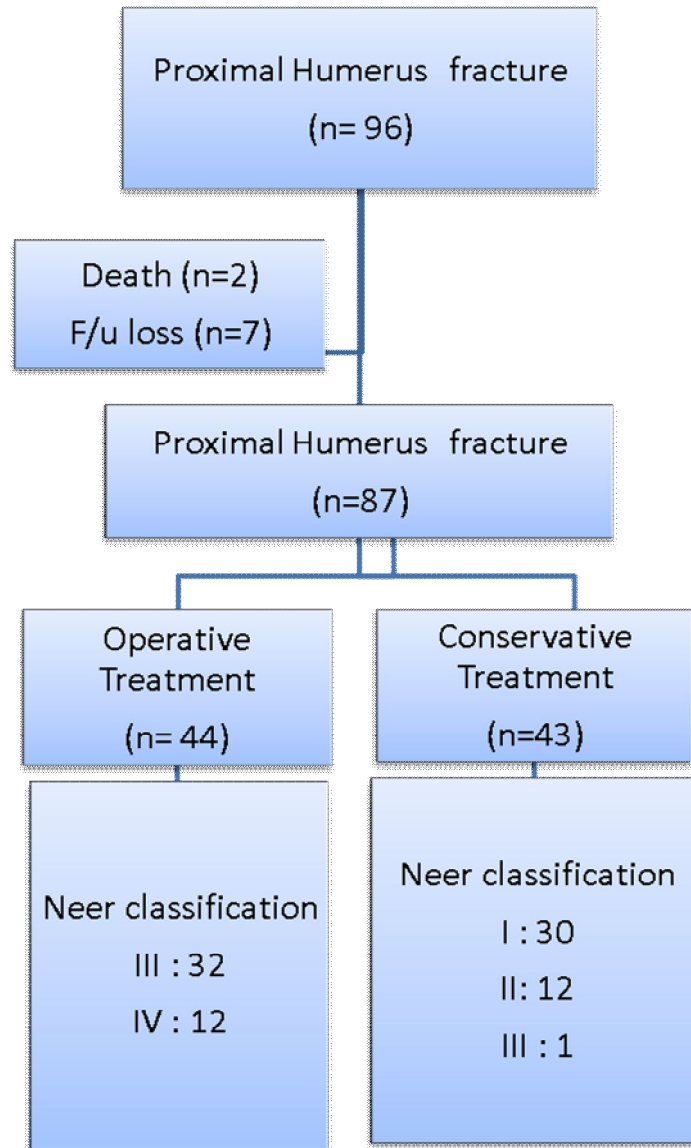 Proximal Humerus fracture
(n= 96)
Death (n=2)
F/u loss (n=7)
Proximal Humerus fracture
(n=87)
Operative
Treatment
(n= 44)
Conservative
Treatment
(n=43)
Neer classification
III : 32
IV : 12
Neer classification
I : 30
II: 12
III : 1